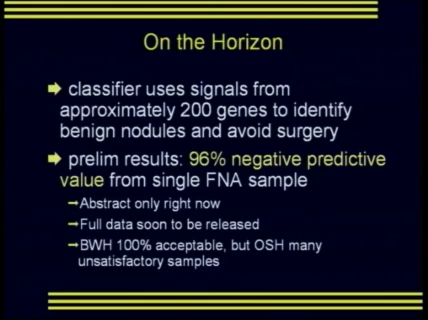 On the Horizon
➡ classifier uses signals from
approximately 200 genes to identify
benign nodules and avoid surgery
➡ prelim results: 96% negative predictive
value from single FNA sample
→Abstract only right now
→Full data soon to be released
→BWH 100% acceptable, but OSH many
unsatisfactory samples